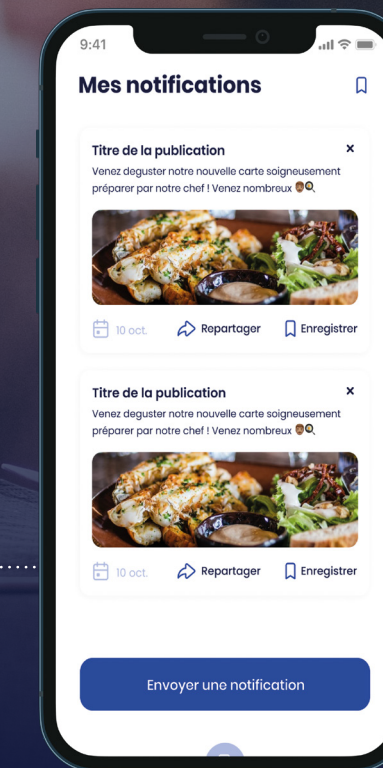 9:41
Mes notifications
Titre de la publication
Venez deguster notre nouvelle carte soigneusement
préparer par notre chef ! Venez nombreux 👨🏽‍🍳
10 oct.
Repartager
Enregistrer
Titre de la publication
Venez deguster notre nouvelle carte soigneusement
préparer par notre chef ! Venez nombreux 👨🏽‍🍳
10 oct.
Repartager
Enregistrer
Envoyer une notification